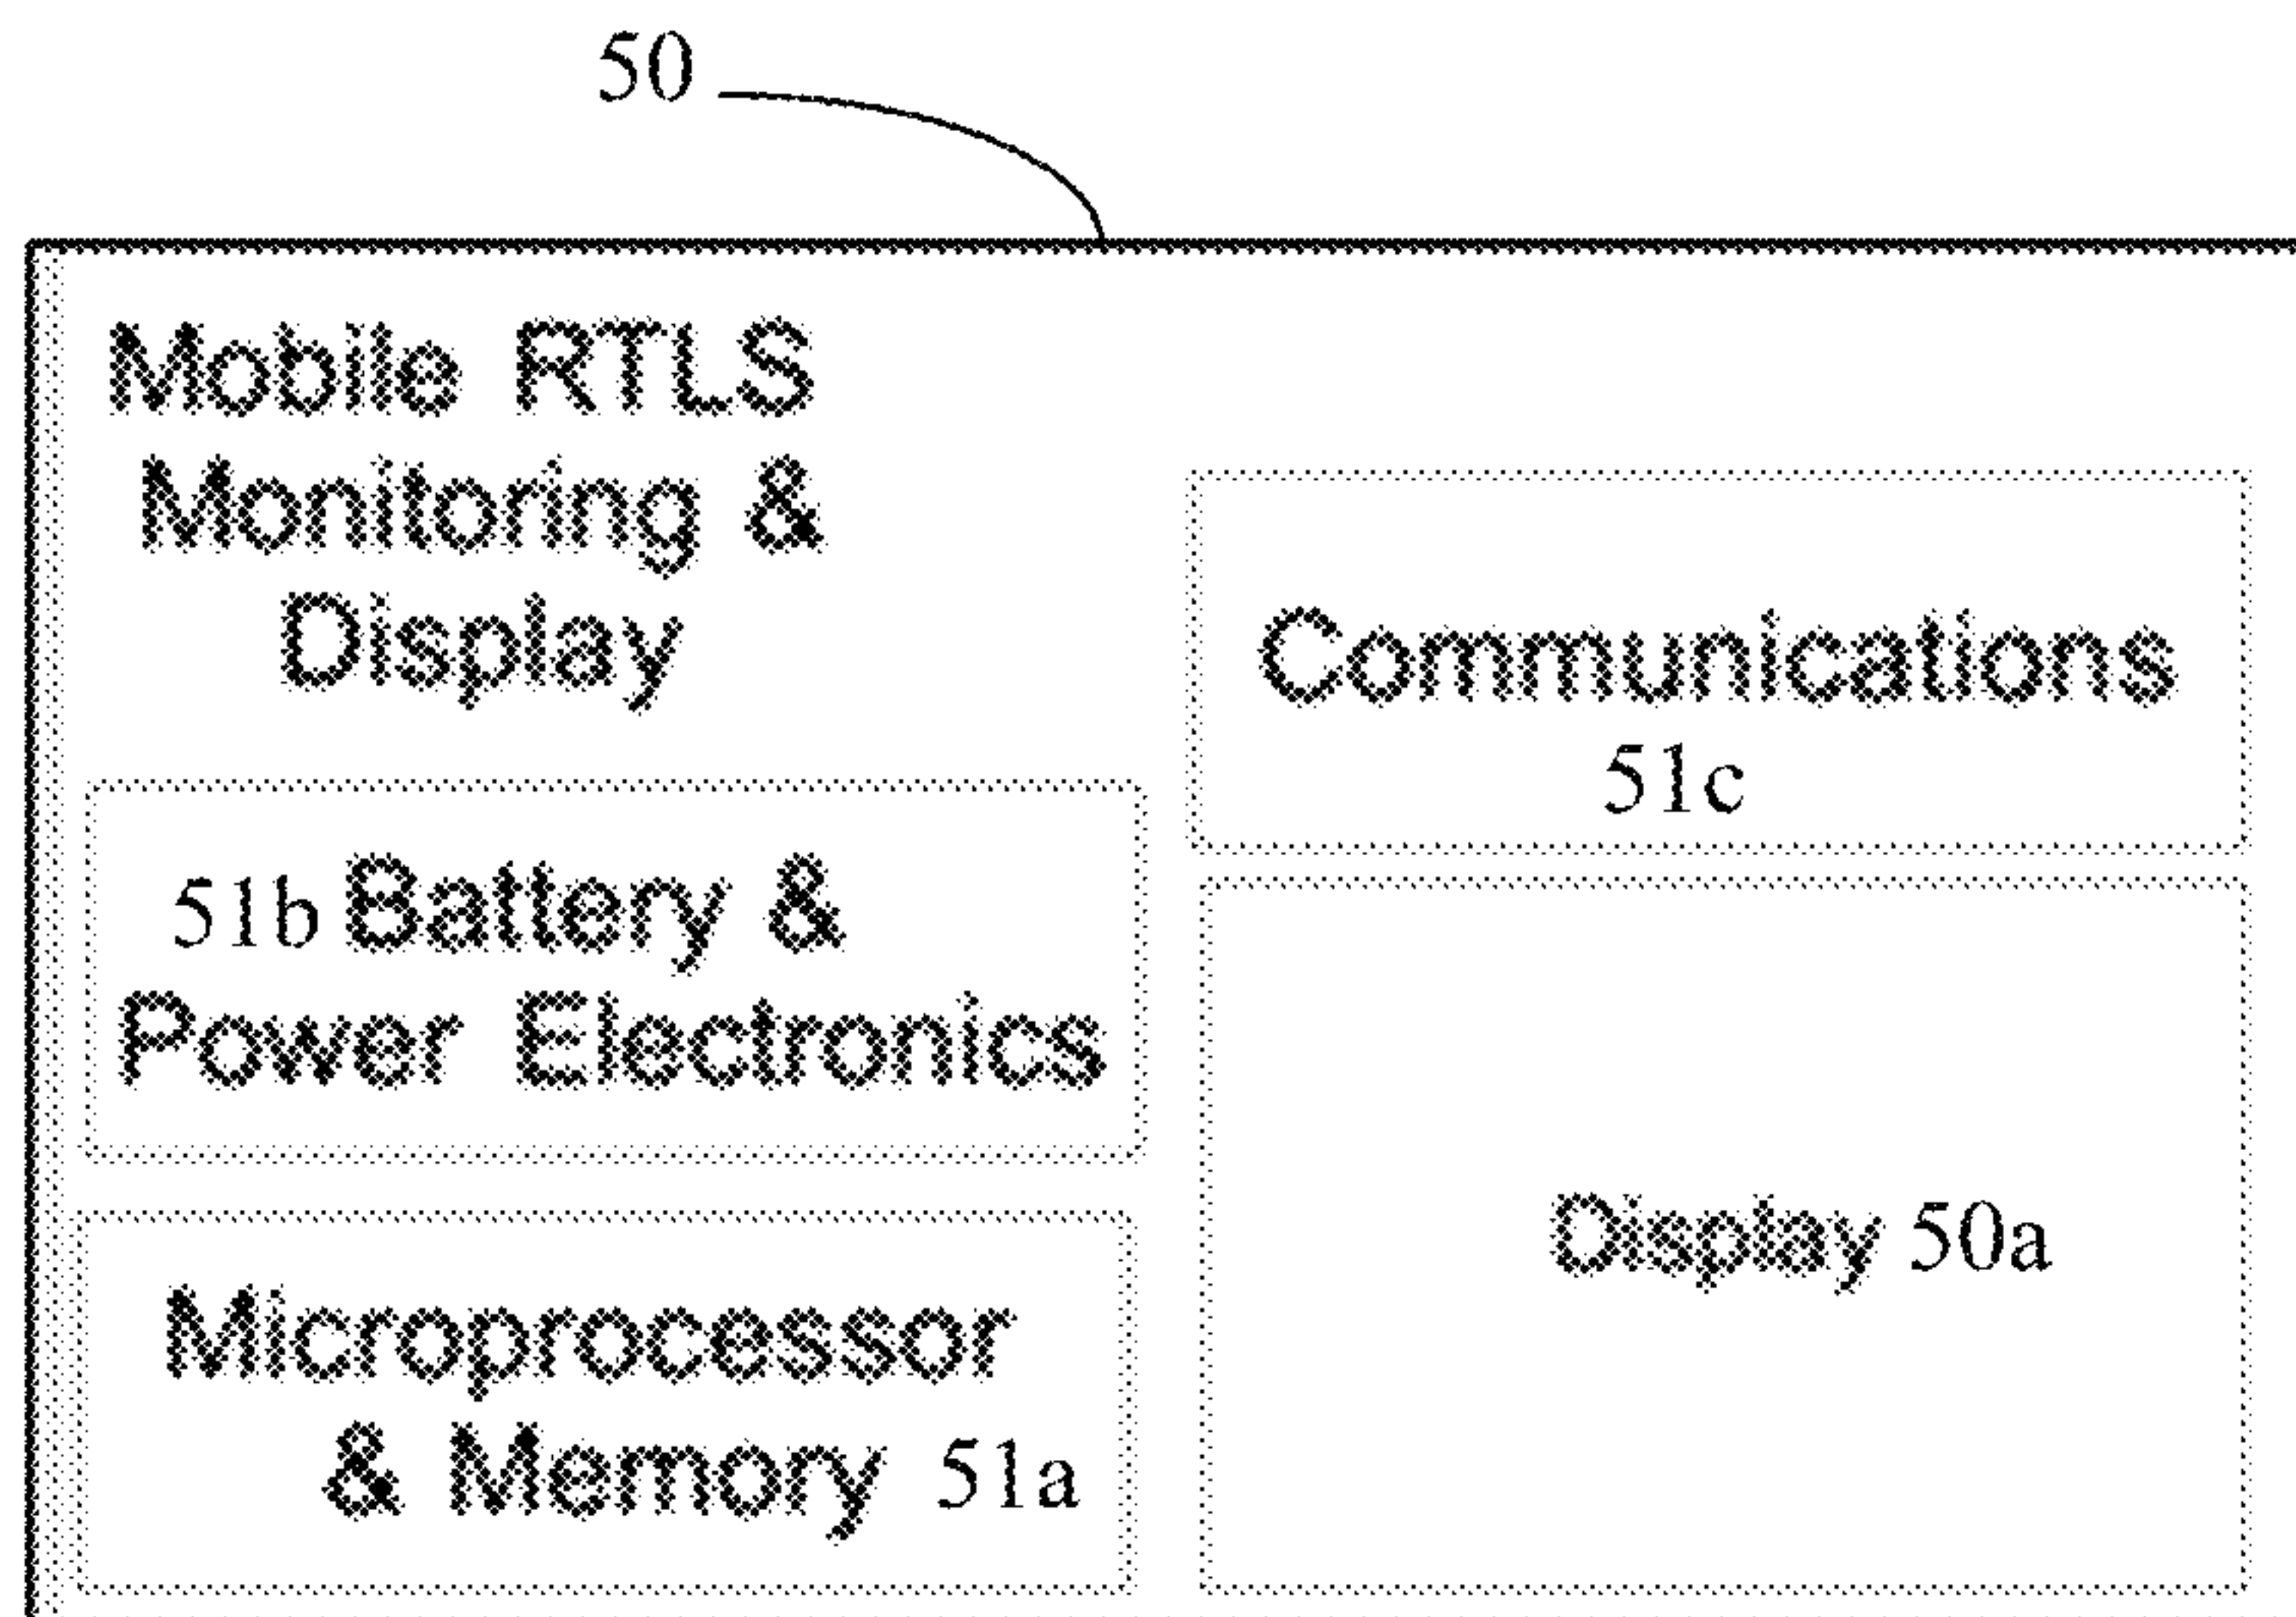 50
Mobile RTLS
Monitoring &
Display
Communications
51c
51b Battery &
Power Electronics
Display 50a
Microprocessor
& Memory 51a